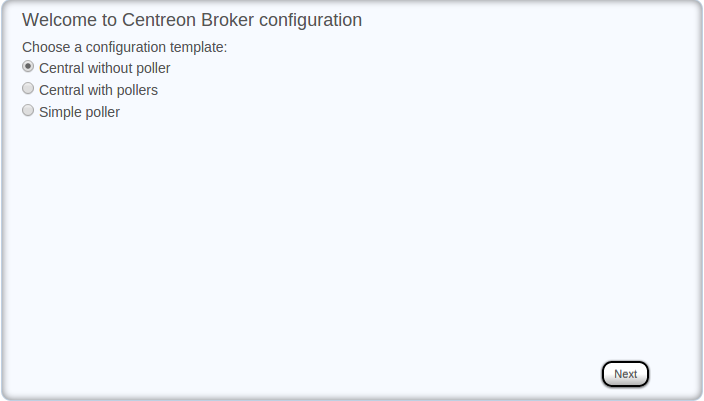 Welcome to Centreon Broker configuration
Choose a configuration template:
Central without poller
Central with pollers
Simple poller
Next